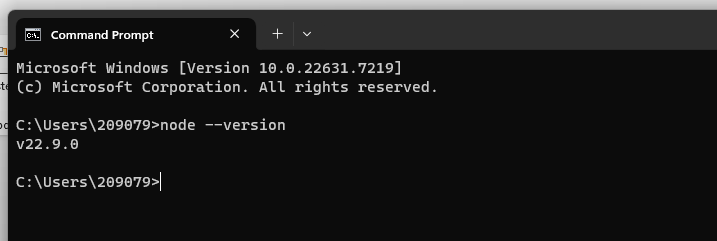 Command Prompt
Microsoft Windows [Version 10.0.22631.7219]
(c) Microsoft Corporation. All rights reserved.
C:\Users\209079>node --version
v22.9.0
C:\Users\209079>